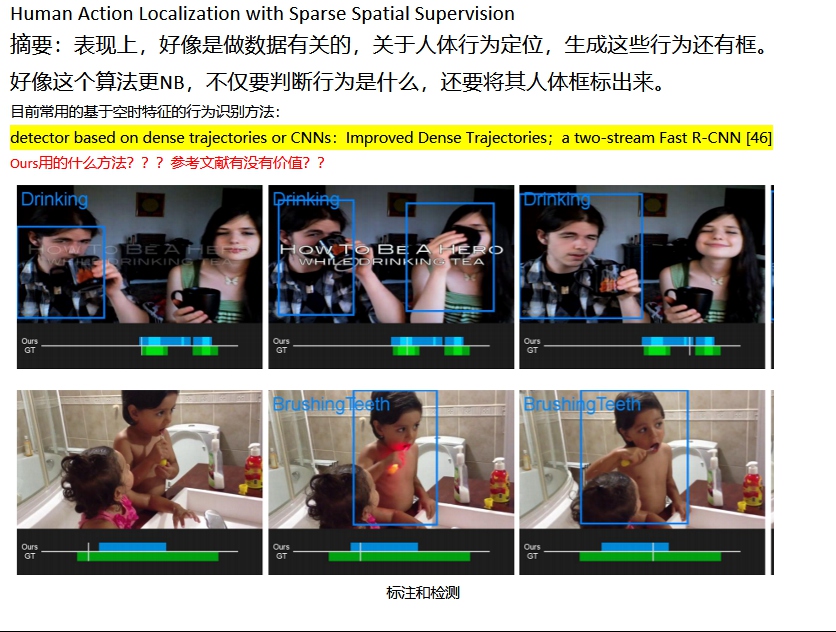 Human Action Localization with Sparse Spatial Supervision
摘要：表现上，好像是做数据有关的，关于人体行为定位，生成这些行为还有框。
好像这个算法更NB，不仅要判断行为是什么，还要将其人体框标出来。
目前常用的基于空时特征的行为识别方法：
detector based on dense trajectories or CNNs：Improved Dense Trajectories；a two-stream Fast R-CNN [46]
Ours用的什么方法？？？参考文献有没有价值？？
Drinking
Drinking
Drinking
HOW TO BE A HERO
WHILE DRINKING TEA
HOW TO BE A HERO
WHILE DRINKING TEA
Ours
GT
Ours
GT
Ours
GT
BrushingTeeth
BrushingTeeth
Ours
GT
Ours
GT
Ours
GT
标注和检测